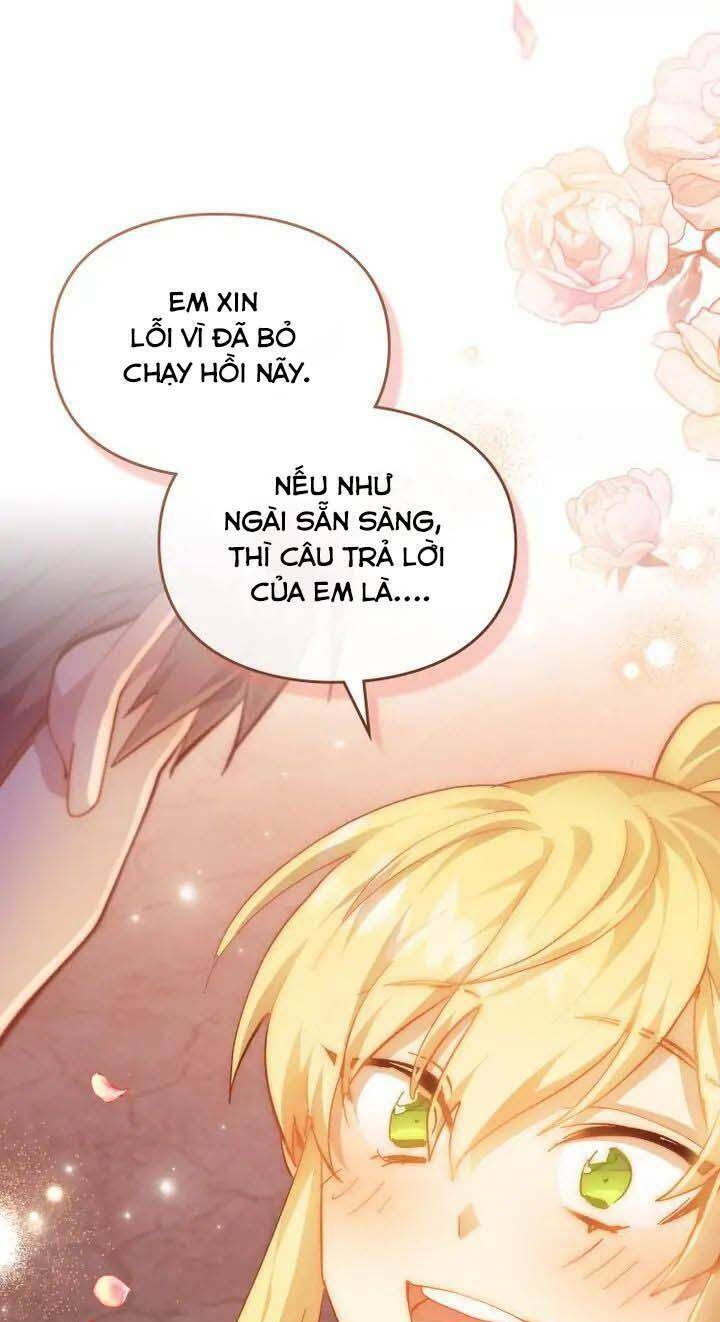 EM XIN
LỖI VÌ ĐÃ BỎ
CHẠY HỒI NÃY.
NẾU NHƯ
NGÀI SẴN SÀNG,
THÌ CÂU TRẢ LỜI
CỦA EM LÀ....